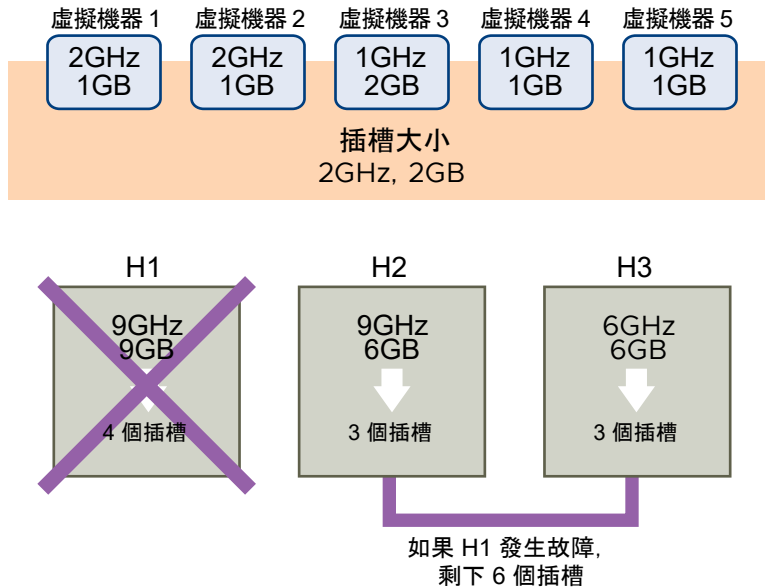 虛擬機器 1 虛擬機器 2 虛擬機器 3 虛擬機器 4 虛擬機器 5
2GHz 2GHz 1GHz 1GHz 1GHz
1GB 1GB 2GB 1GB 1GB
插槽大小
2GHz, 2GB
H1 H2 H3
9GHz 9GHz 6GHz
9GB 6GB 6GB
4 個插槽 3 個插槽 3 個插槽
如果 H1 發生故障,
剩下 6 個插槽